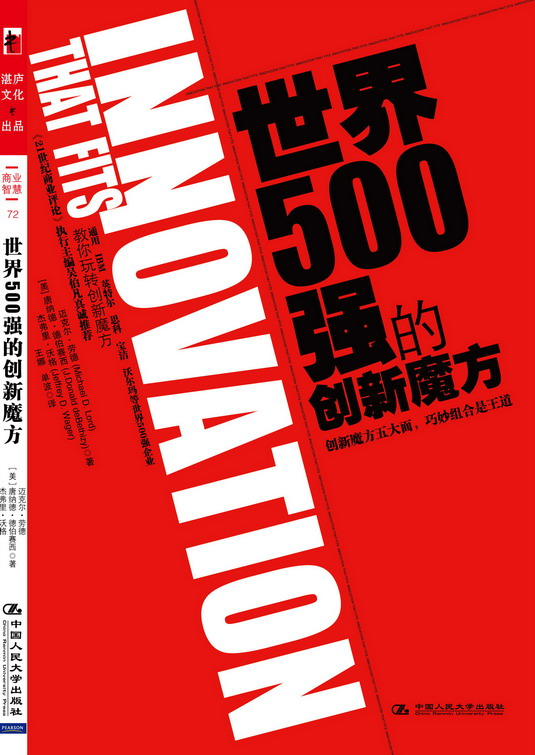 湛庐
文化
出品
商业
智慧
72
世界500强的创新魔方
[美]
迈克尔·劳德
唐纳德·德伯赛西◎著
杰弗里·沃格
中国人民大学出版社
China Renmin University Press
PEARSON
INNOVATION
THAT FITS
世界
500
强的
创新魔方
创新魔方五大面，巧妙组合是王道
通用 IBM 英特尔 思科 宝洁 沃尔玛等世界500强企业
教你玩转创新魔方
《21世纪商业评论》执行主编吴伯凡真诚推荐
[美]
迈克尔·劳德(Michael D. Lord)
唐纳德·德伯赛西(J.Donald deBethizy)◎著
杰弗里·沃格(Jeffrey D. Wager)
王娜 单波◎译
中国人民大学出版社
China Renmin University Press